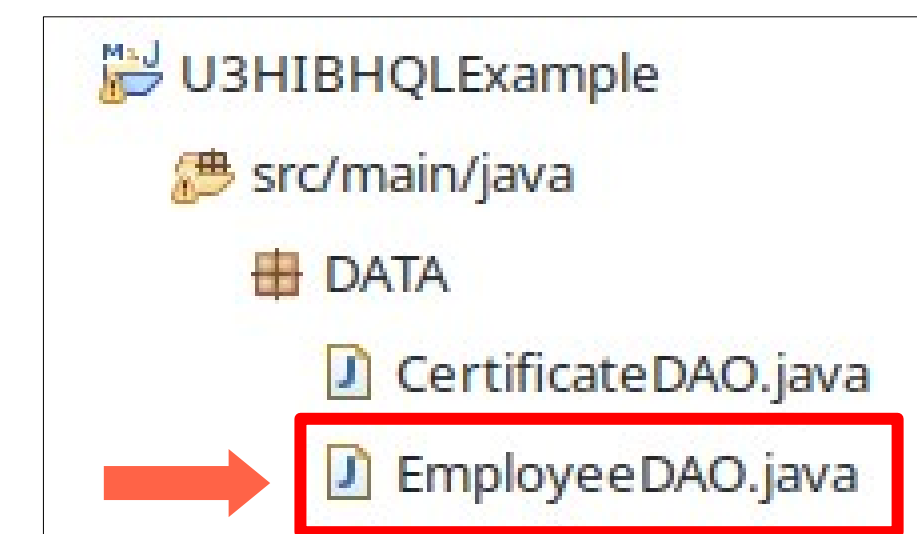 U3HIBHQLExample
src/main/java
DATA
J CertificateDAO.java
J EmployeeDAO.java